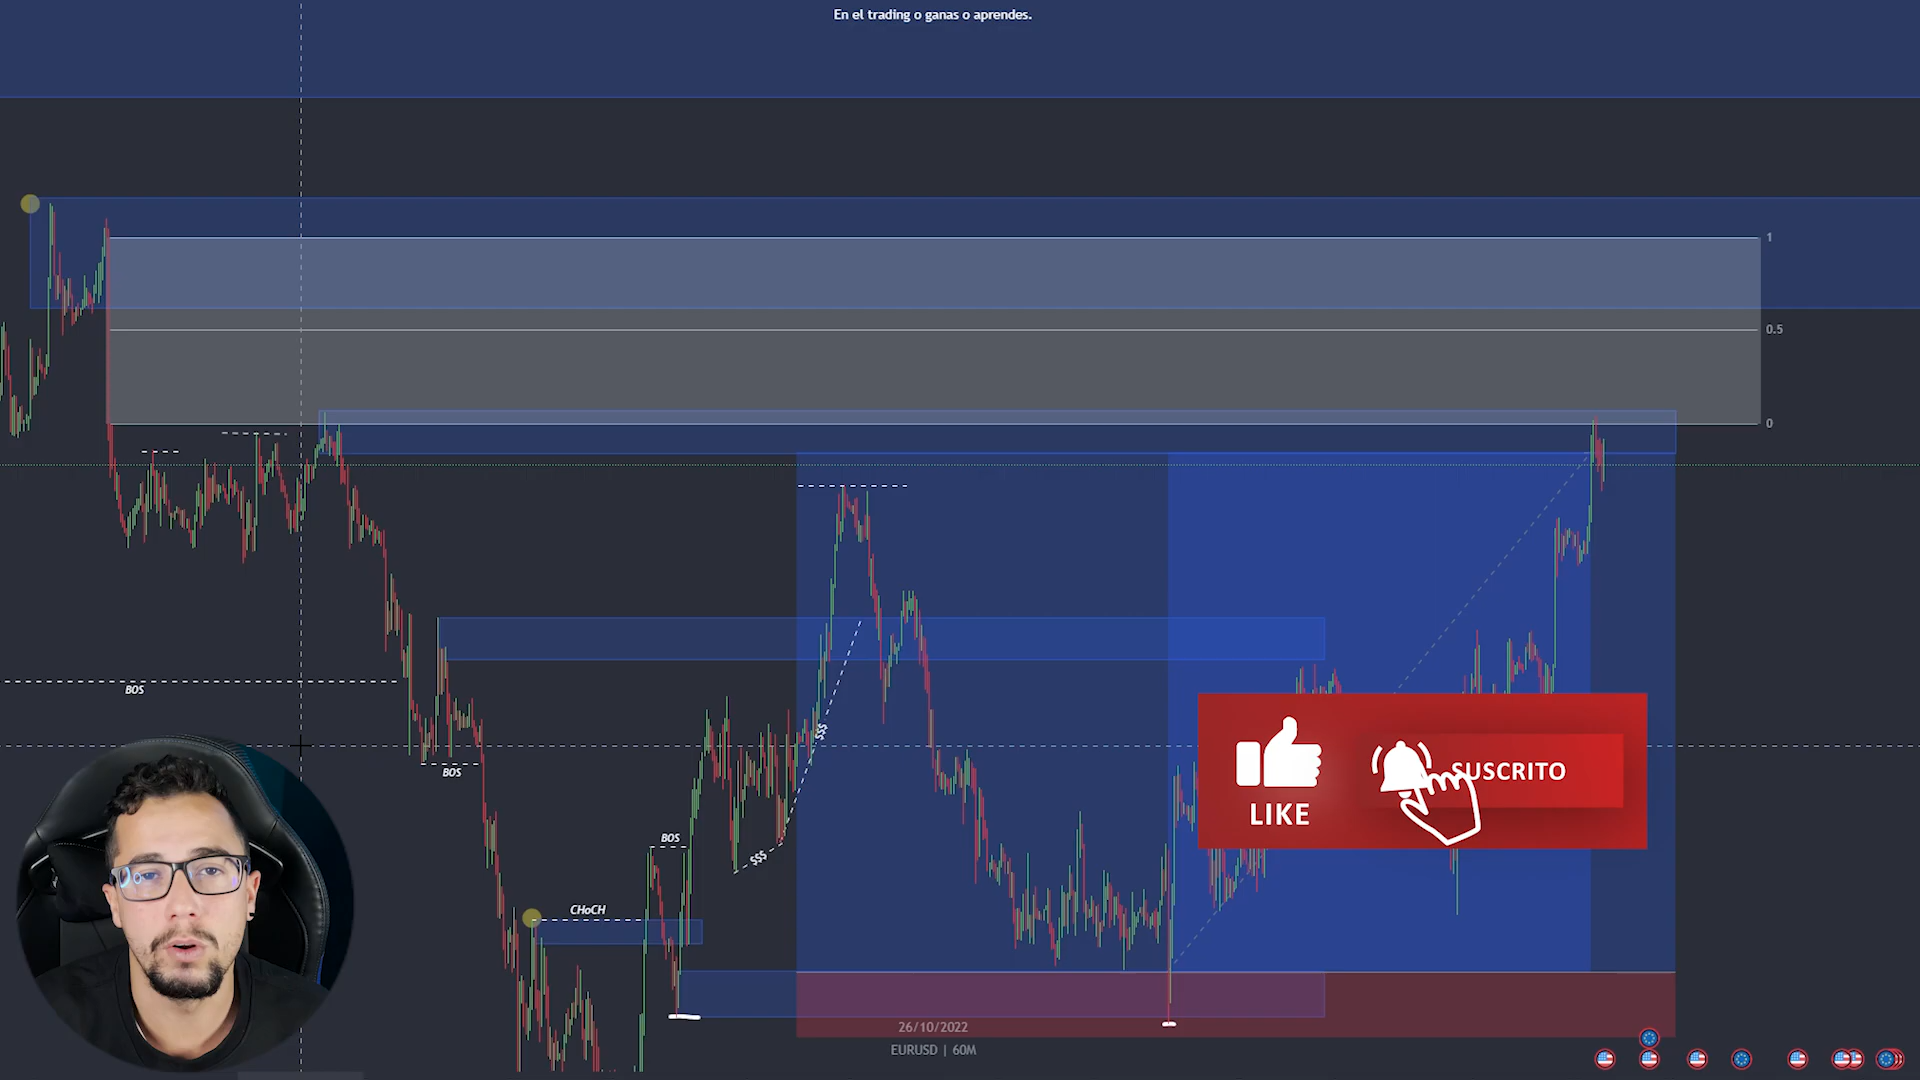 En el trading o ganas o aprendes.
1
0.5
0
BOS
BOS
$$$
BOS
$$$
CHoCH
LIKE
SUSCRITO
26/10/2022
EURUSD | 60M